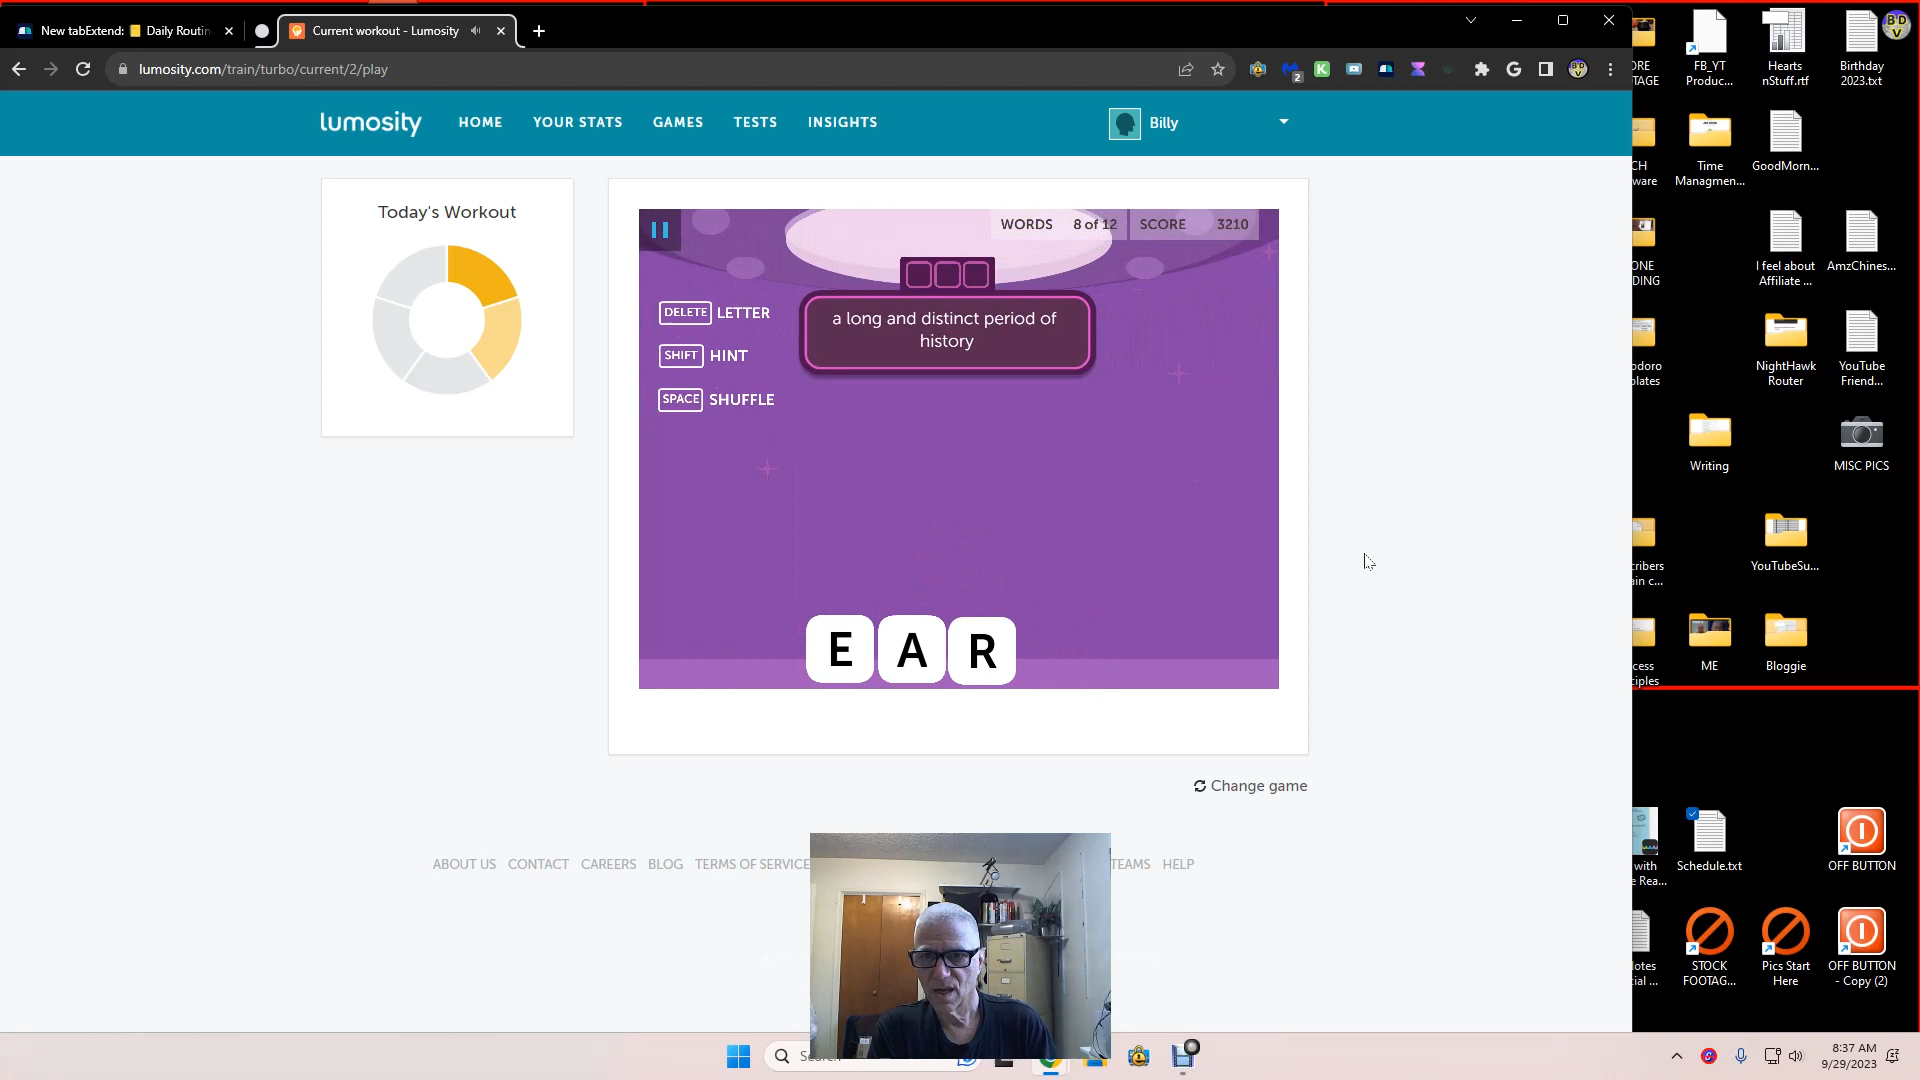 New tabExtend: Daily Routin
Current workout - Lumosity
lumosity.com/train/turbo/current/2/play
2
lumosity
HOME
YOUR STATS
GAMES
TESTS
INSIGHTS
Billy
Today's Workout
WORDS 8 of 12
SCORE 3210
DELETE LETTER
SHIFT HINT
SPACE SHUFFLE
a long and distinct period of
history
E A R
Change game
ABOUT US
CONTACT
CAREERS
BLOG
TERMS OF SERVICE
TEAMS
HELP
FB_YT
Produc...
Hearts
nStuff.rtf
Birthday
2023.txt
BDV
Time
Managmen...
GoodMorn...
I feel about
Affiliate ...
AmzChines...
NightHawk
Router
YouTube
Friend...
Writing
MISC PICS
YouTubeSu...
ME
Bloggie
Schedule.txt
OFF BUTTON
STOCK
FOOTAG...
Pics Start
Here
OFF BUTTON
- Copy (2)
8:37 AM
9/29/2023